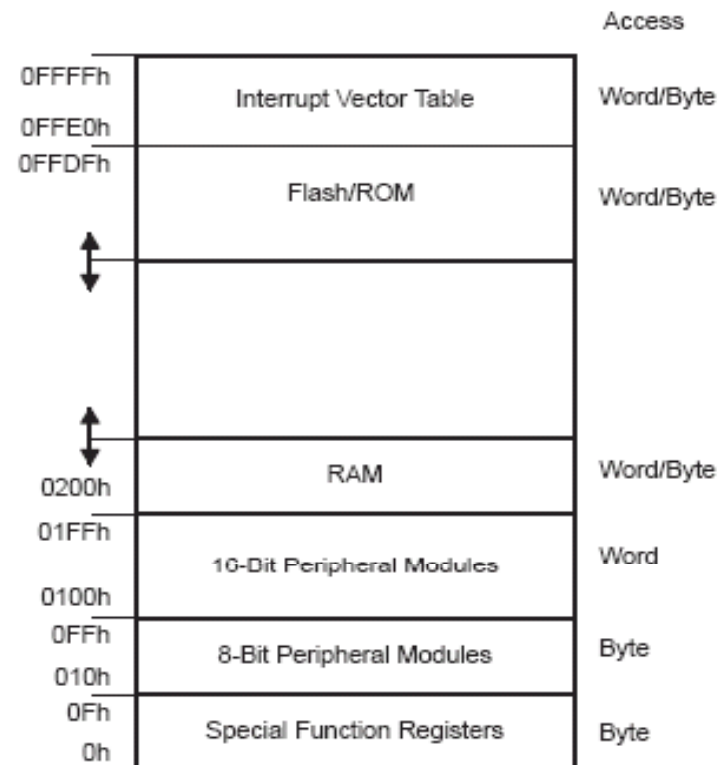 Access
0FFFFh
Interrupt Vector Table
Word/Byte
0FFE0h
0FFDFh
Flash/ROM
Word/Byte
RAM
Word/Byte
0200h
01FFh
16-Bit Peripheral Modules
Word
0100h
0FFh
8-Bit Peripheral Modules
Byte
010h
0Fh
Special Function Registers
Byte
0h